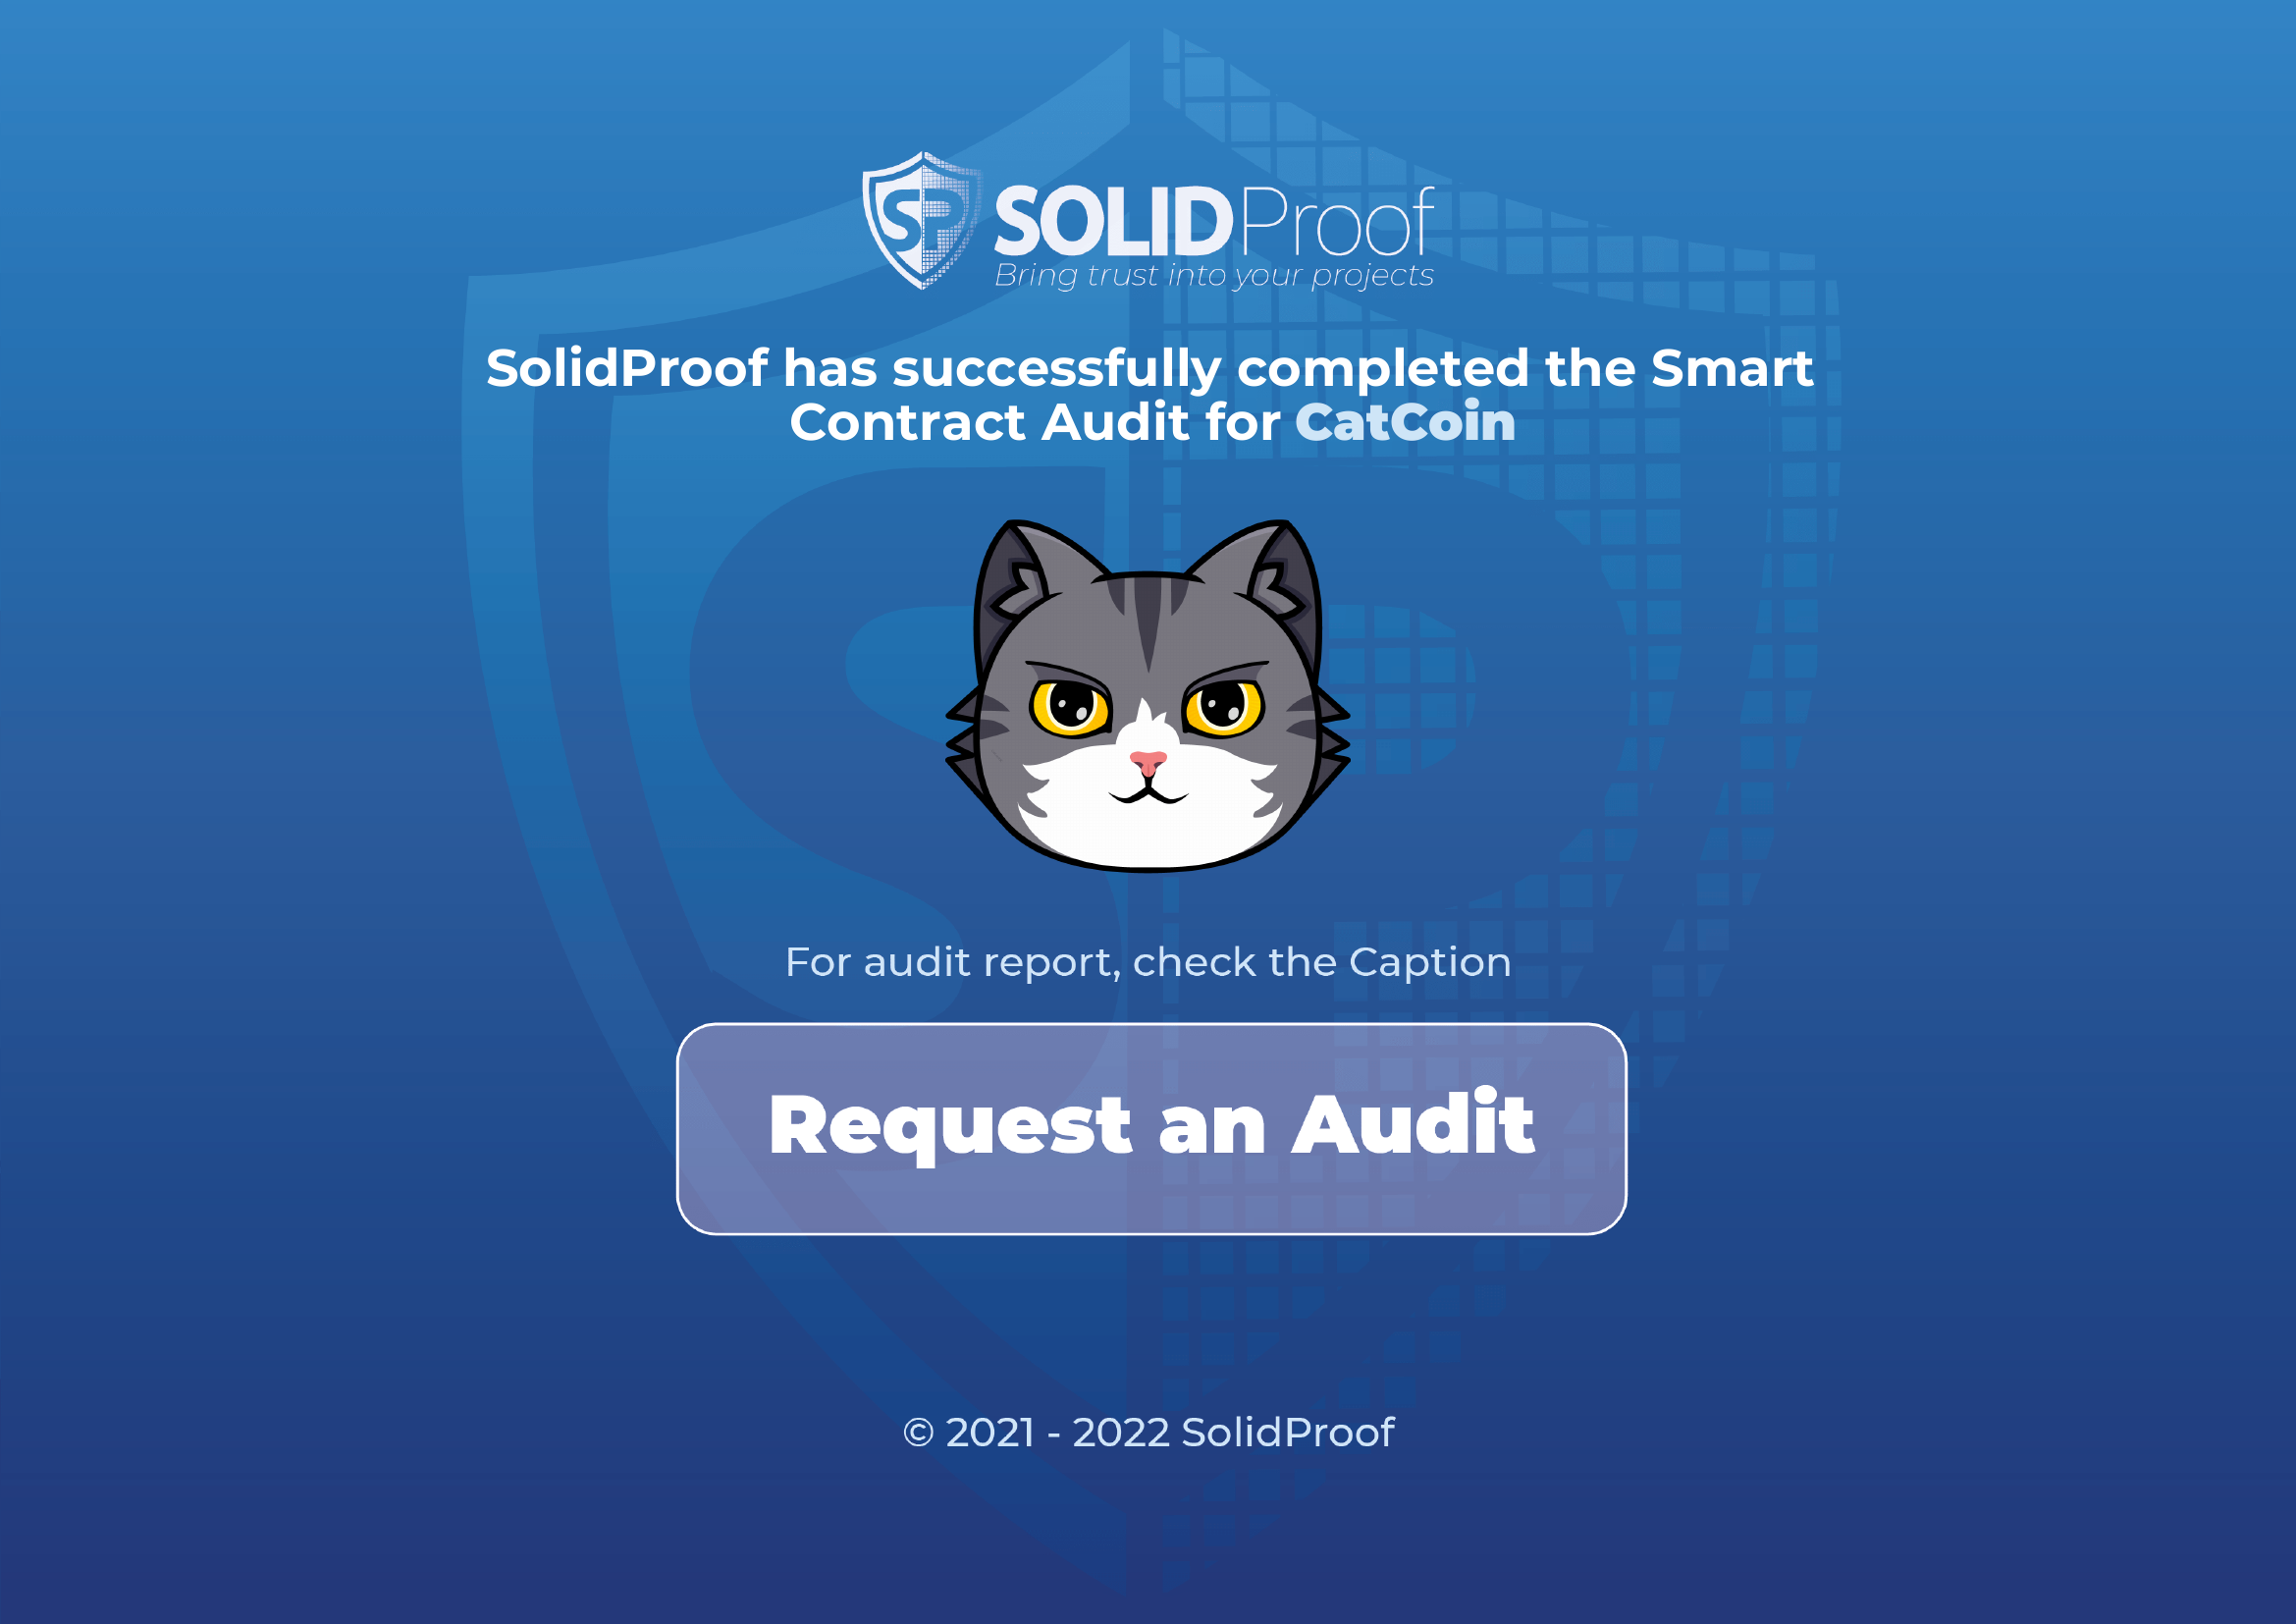 SP SOLIDProof
Bring trust into your projects
SolidProof has successfully completed the Smart
Contract Audit for CatCoin
For audit report, check the Caption
Request an Audit
© 2021 - 2022 SolidProof